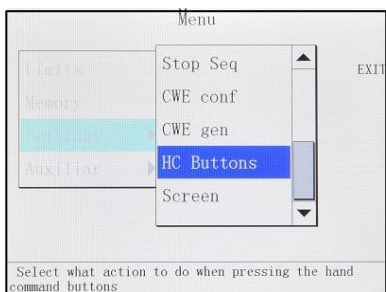 Menu
Limits
Memory
Settings
Auxiliar
Stop Seq
CWE conf
CWE gen
HC Buttons
Screen
EXIT
Select what action to do when pressing the hand
command buttons